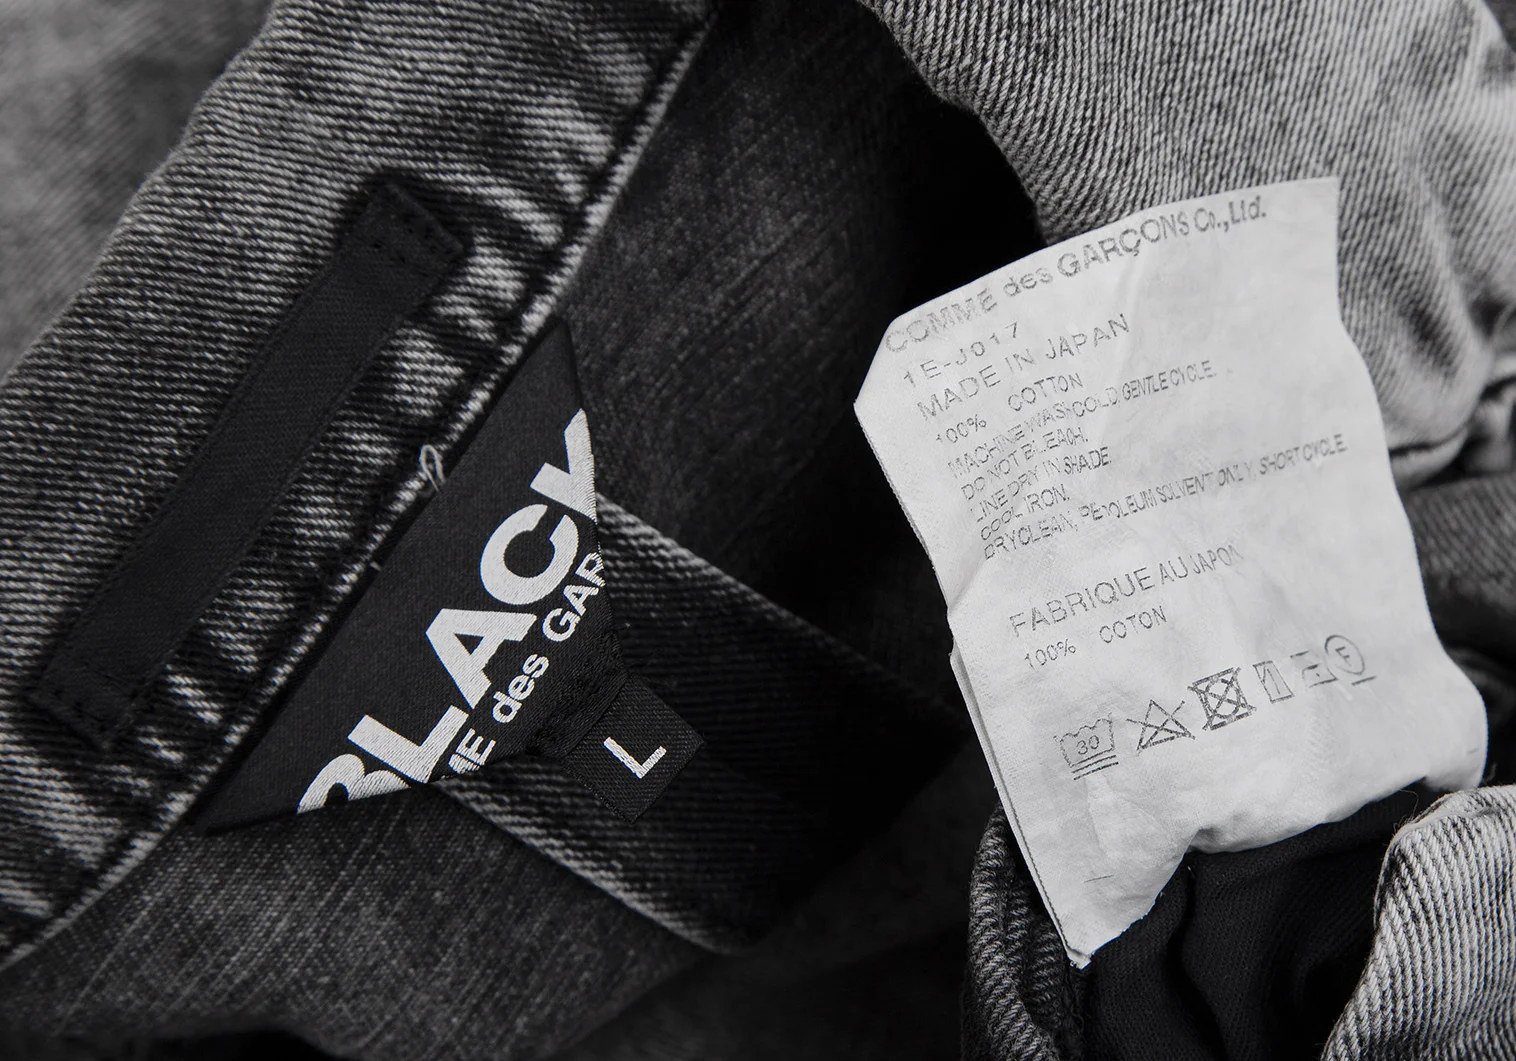 BLACK
ME des GAR
L
COMME des GARÇONS Co.,Ltd.
1E-J017
MADE IN JAPAN
100% COTTON
MACHINE WASH COLD, GENTLE CYCLE.
DO NOT BLEACH.
LINE DRY IN SHADE
COOL IRON.
DRYCLEAN, PETOLEUM SOLVENT ONLY, SHORT CYCLE.
FABRIQUE AU JAPON
100% COTON
30
F